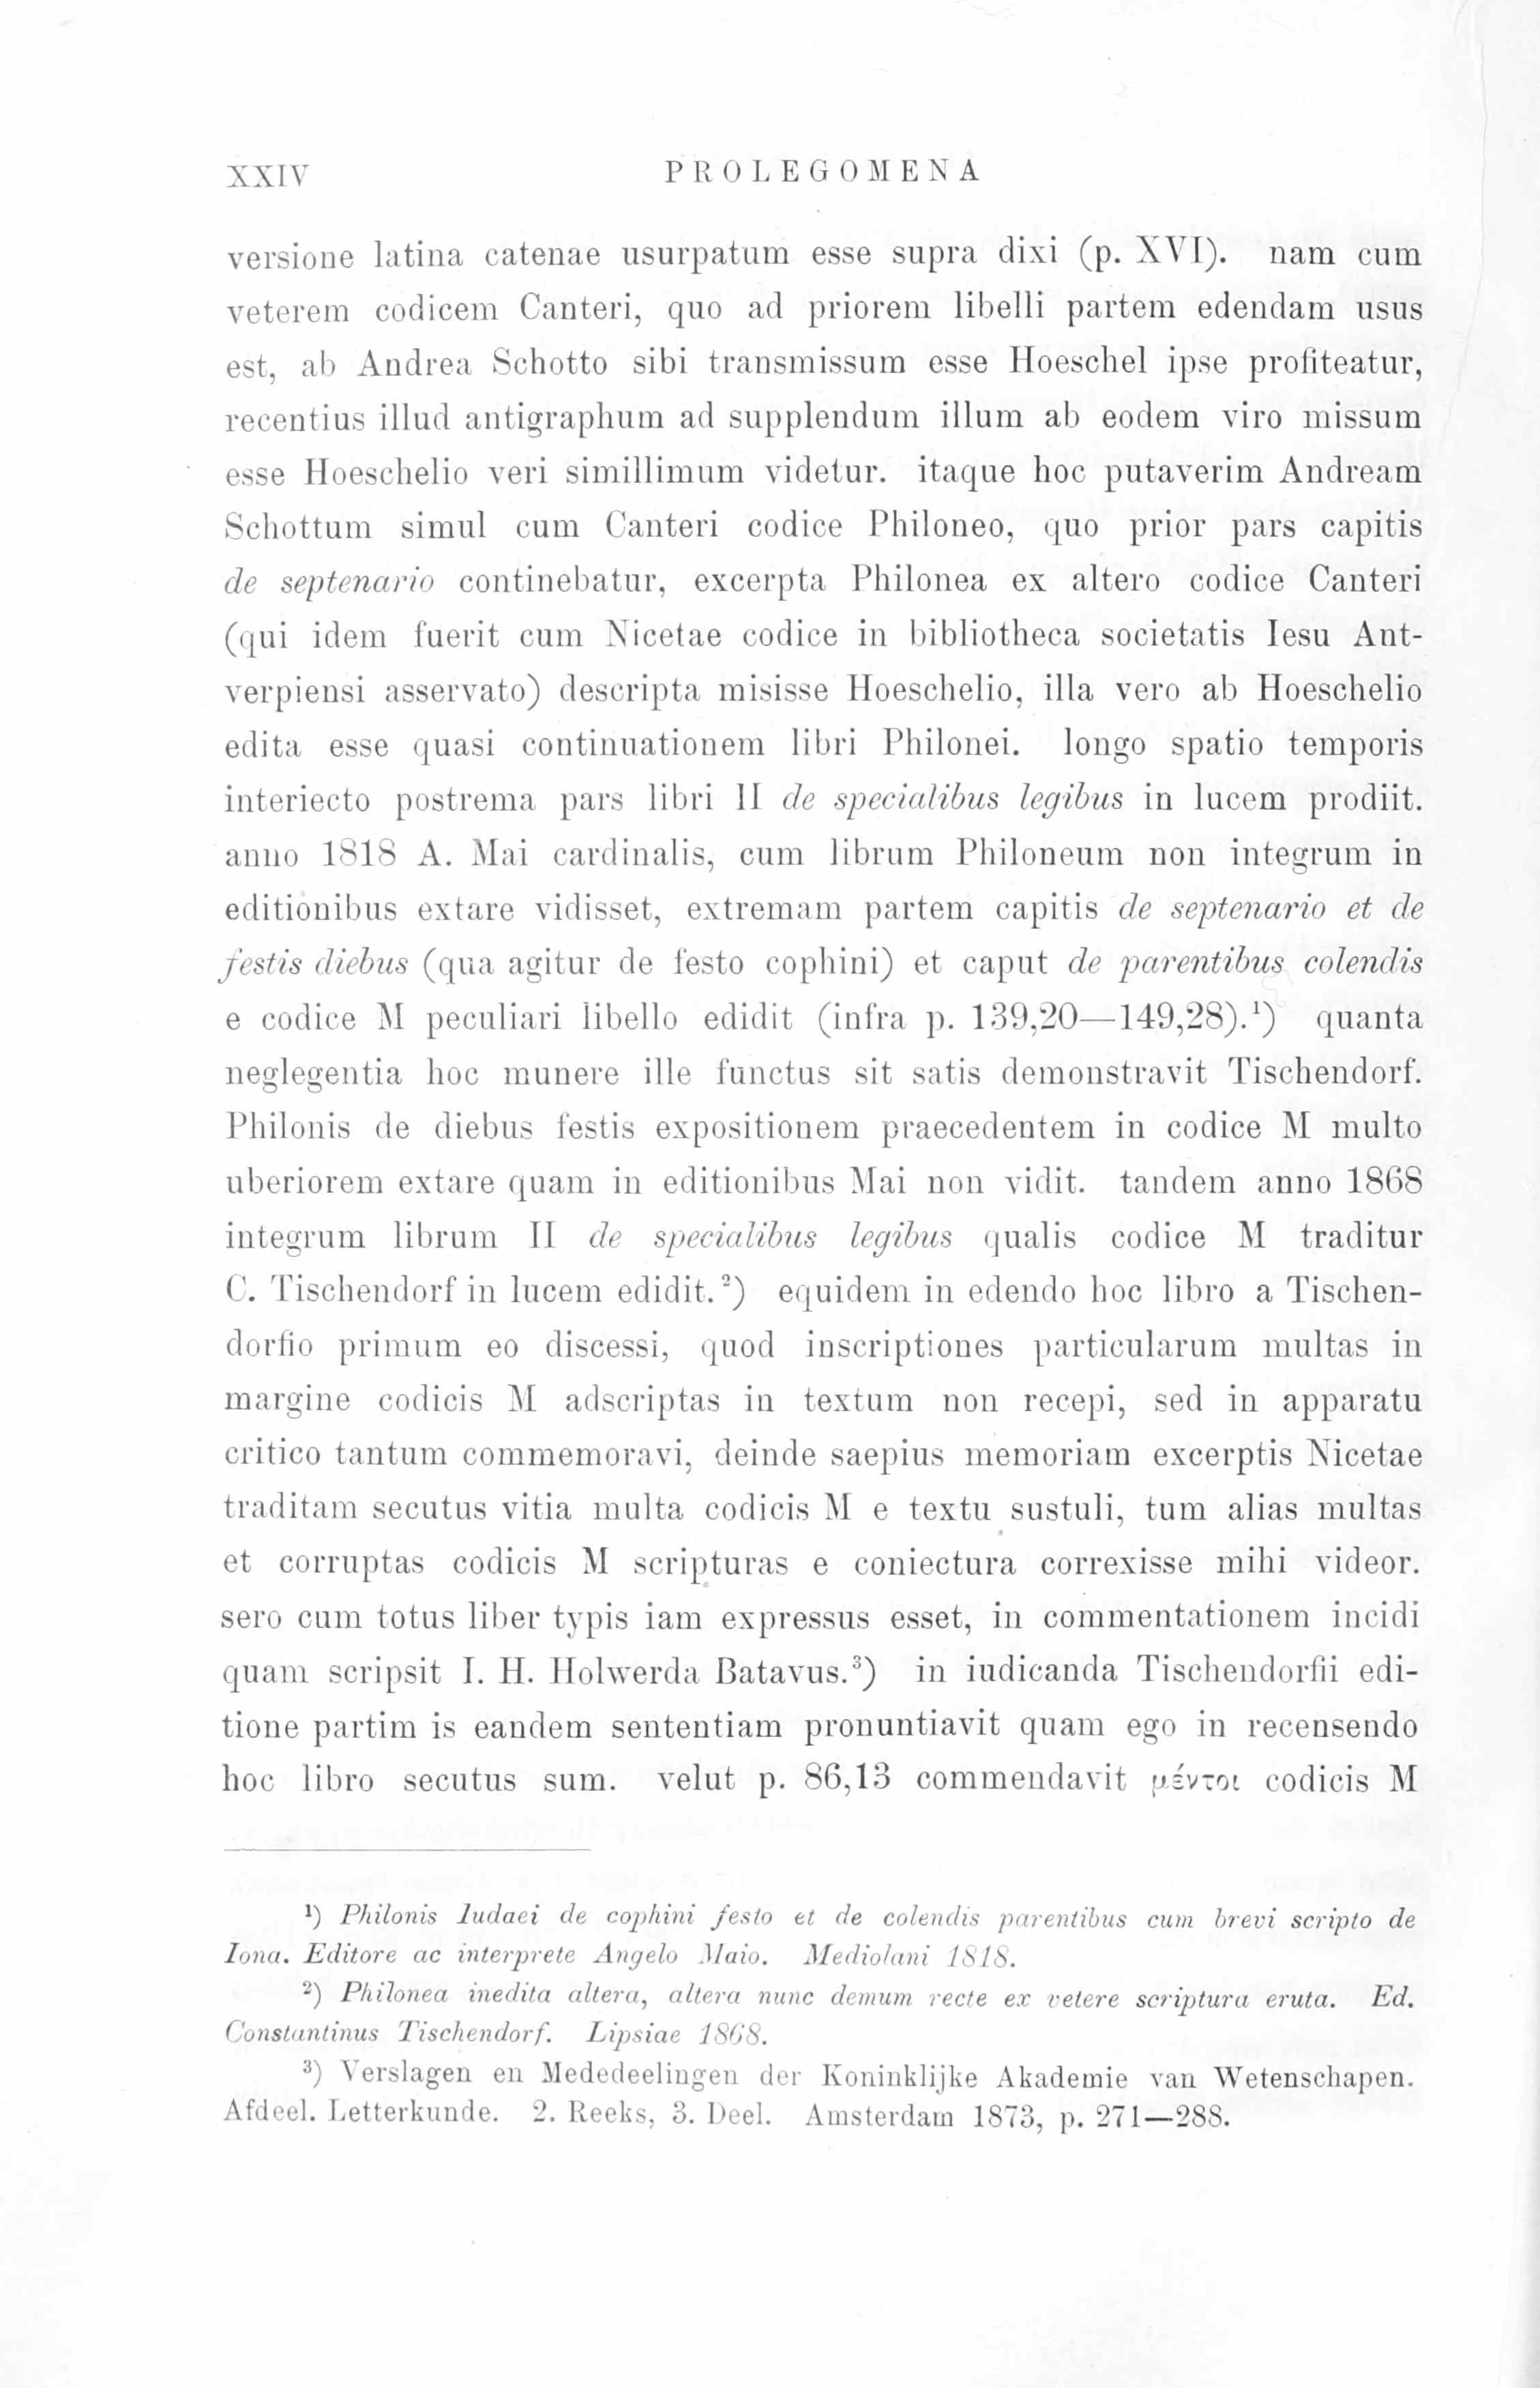 XXIV PROLEGOMENA
versione latina catenae usurpatum esse supra dixi (p. XVI). nam cum
veterem codicem Canteri, quo ad priorem libelli partem edendam usus
est, ab Andrea Schotto sibi transmissum esse Hoeschel ipse profiteatur,
recentius illud antigraphum ad supplendum illum ab eodem viro missum
esse Hoeschelio veri simillimum videtur. itaque hoc putaverim Andream
Schottum simul cum Canteri codice Philoneo, quo prior pars capitis
de septenario continebatur, excerpta Philonea ex altero codice Canteri
(qui idem fuerit cum Nicetae codice in bibliotheca societatis Iesu Ant-
verpiensi asservato) descripta misisse Hoeschelio, illa vero ab Hoeschelio
edita esse quasi continuationem libri Philonei. longo spatio temporis
interiecto postrema pars libri II de specialibus legibus in lucem prodiit.
anno 1818 A. Mai cardinalis, cum librum Philoneum non integrum in
editionibus extare vidisset, extremam partem capitis de septenario et de
festis diebus (qua agitur de festo cophini) et caput de parentibus colendis
e codice M peculiari libello edidit (infra p. 139,20—149,28).¹) quanta
neglegentia hoc munere ille functus sit satis demonstravit Tischendorf.
Philonis de diebus festis expositionem praecedentem in codice M multo
uberiorem extare quam in editionibus Mai non vidit. tandem anno 1868
integrum librum II de specialibus legibus qualis codice M traditur
C. Tischendorf in lucem edidit.²) equidem in edendo hoc libro a Tischen-
dorfio primum eo discessi, quod inscriptiones particularum multas in
margine codicis M adscriptas in textum non recepi, sed in apparatu
critico tantum commemoravi, deinde saepius memoriam excerptis Nicetae
traditam secutus vitia multa codicis M e textu sustuli, tum alias multas
et corruptas codicis M scripturas e coniectura correxisse mihi videor.
sero cum totus liber typis iam expressus esset, in commentationem incidi
quam scripsit I. H. Holwerda Batavus.³) in iudicanda Tischendorfii edi-
tione partim is eandem sententiam pronuntiavit quam ego in recensendo
hoc libro secutus sum. velut p. 86,13 commendavit μέντοι codicis M
¹) Philonis Iudaei de cophini festo et de colendis parentibus cum brevi scripto de
Iona. Editore ac interprete Angelo Maio. Mediolani 1818.
²) Philonea inedita altera, altera nunc demum recte ex vetere scriptura eruta. Ed.
Constantinus Tischendorf. Lipsiae 1868.
³) Verslagen en Mededeelingen der Koninklijke Akademie van Wetenschapen.
Afdeel. Letterkunde. 2. Reeks, 3. Deel. Amsterdam 1873, p. 271—288.